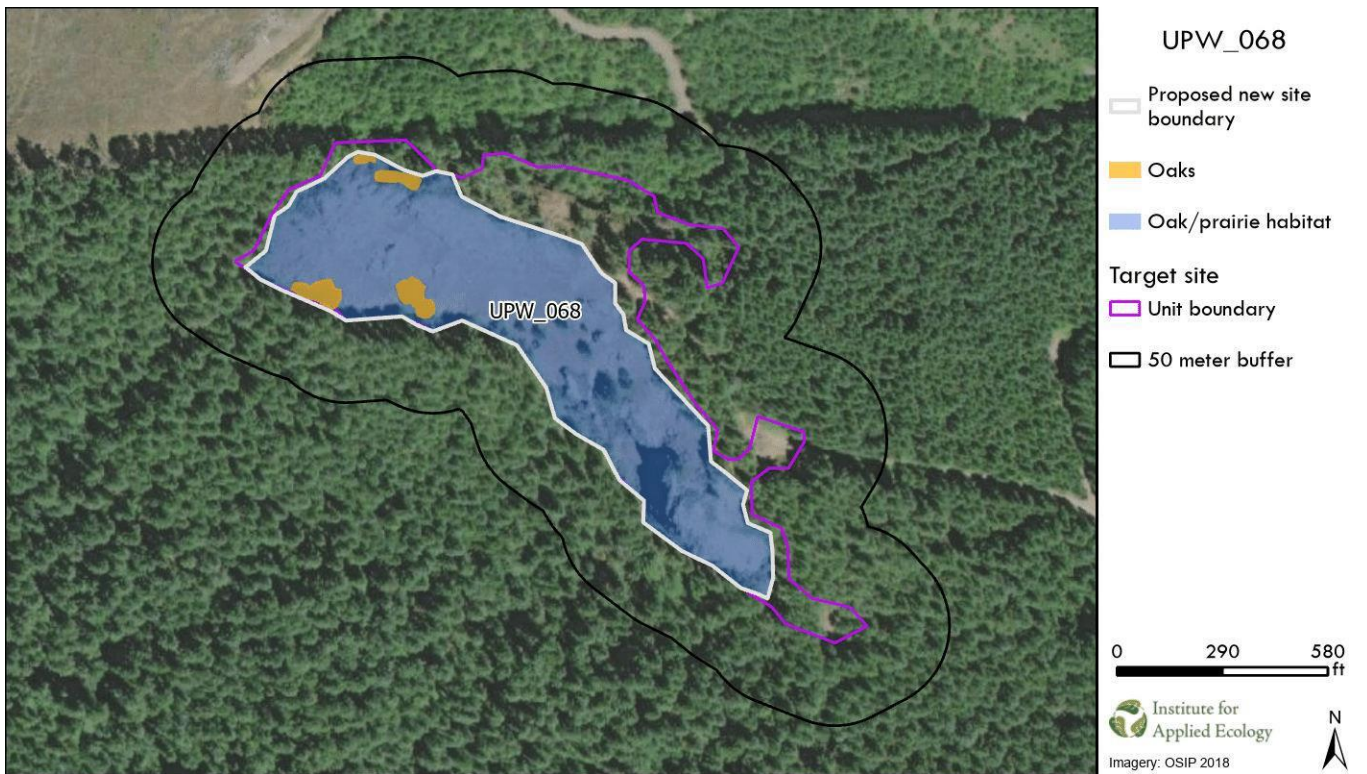 UPW_068
UPW_068
Proposed new site
boundary
Oaks
Oak/prairie habitat
Target site
Unit boundary
50 meter buffer
0 290 580
ft
Institute for
Applied Ecology
N
Imagery: OSIP 2018